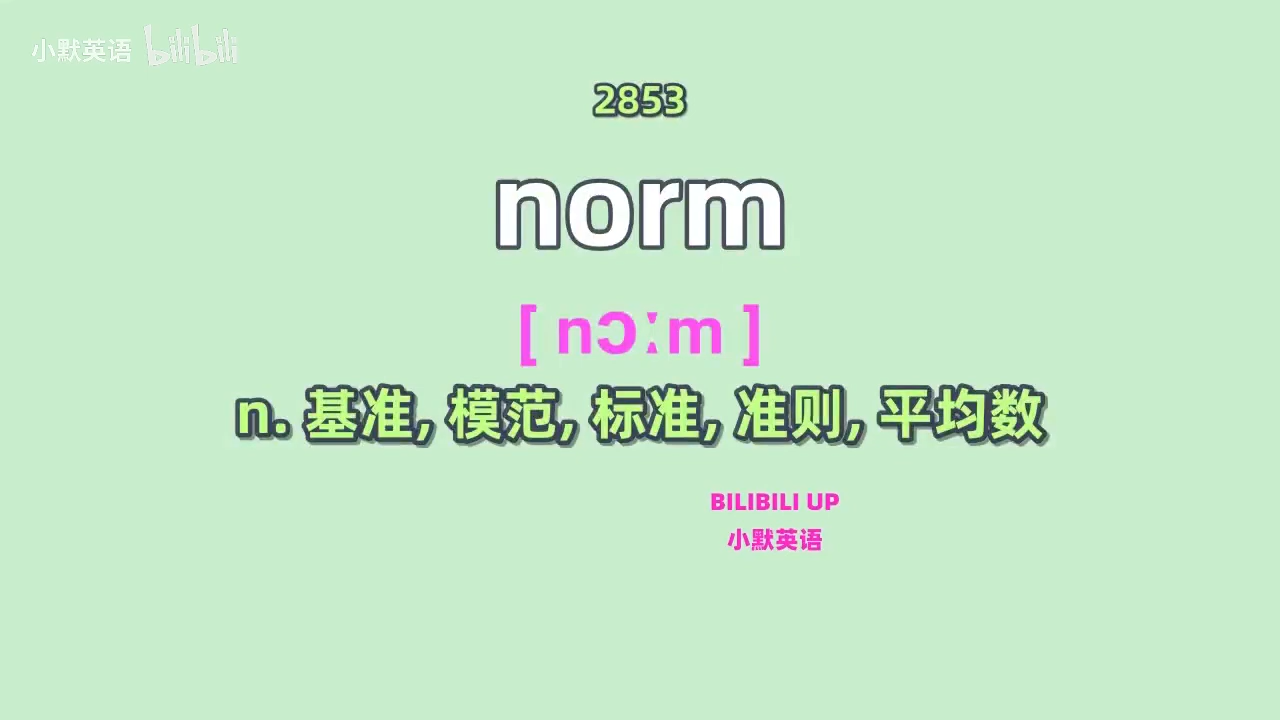 小默英语 bilibili
2853
norm
[ nɔːm ]
n. 基准, 模范, 标准, 准则, 平均数
BILIBILI UP
小默英语